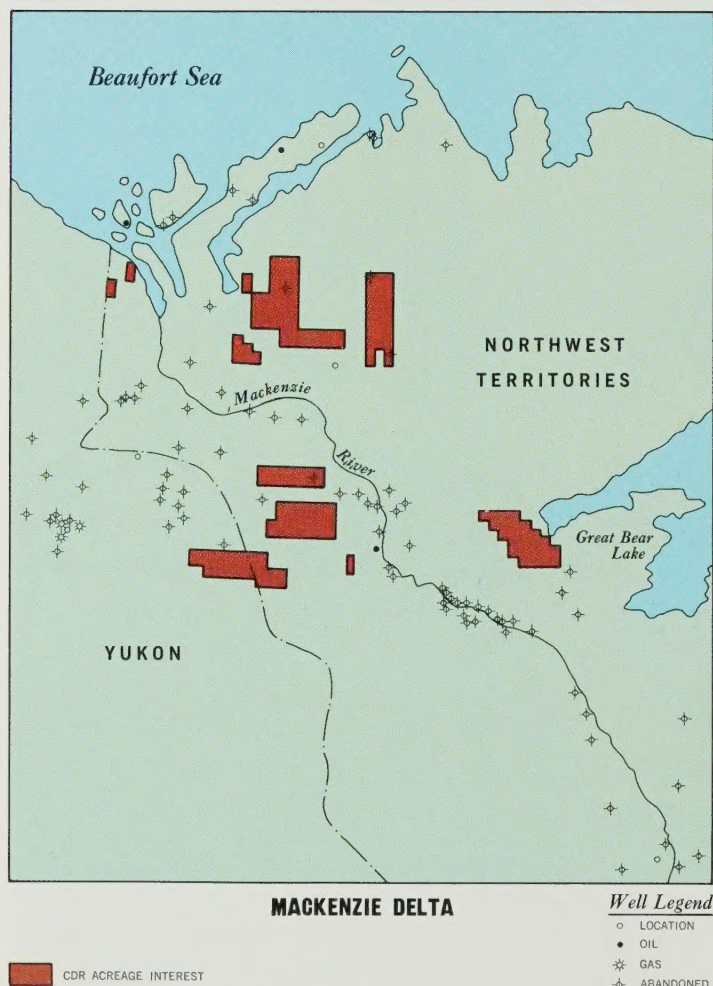 Beaufort Sea
NORTHWEST
TERRITORIES
Mackenzie
River
Great Bear
Lake
YUKON
MACKENZIE DELTA
Well Legend
LOCATION
OIL
GAS
ABANDONED
CDR ACREAGE INTEREST